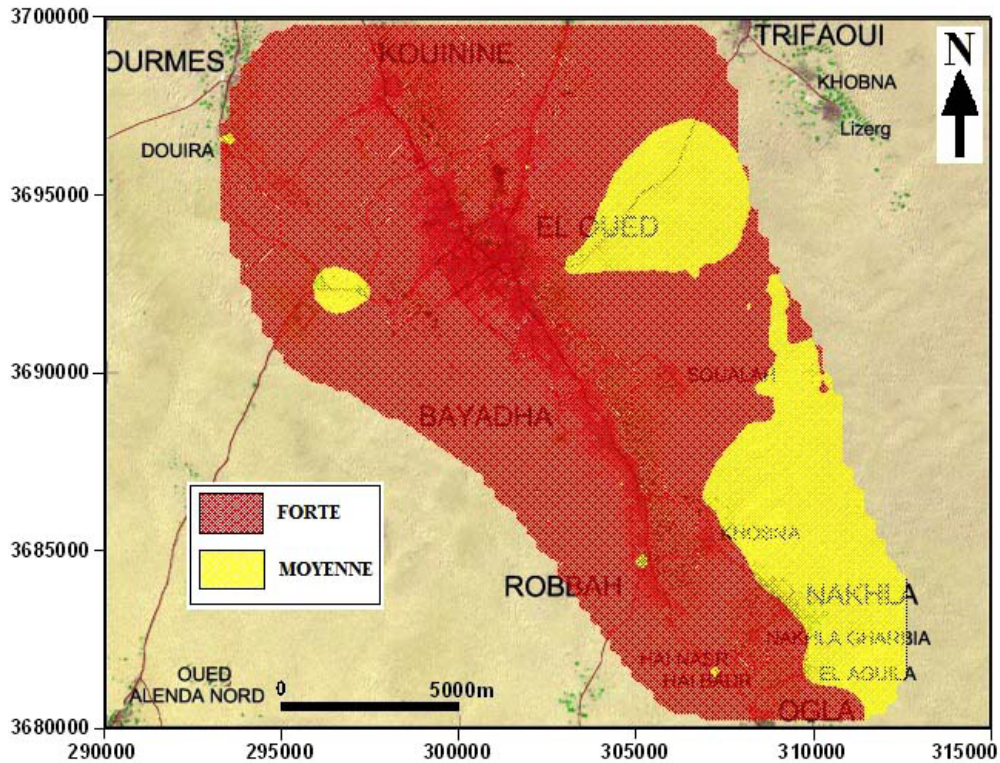 3700000
KOUININE
TRIFAOUI
OURMES
N
KHOBNA
Lizerg
DOUIRA
3695000
EL OUED
3690000
SOUALAH
BAYADHA
FORTE
KHOBNA
3685000
MOYENNE
ROBBAH
NAKHLA
NAKHLA GHARBIA
HAI NASR
EL AGUILA
OUED
HAI BADR
ALENDA NORD
0
5000m
OGLA
3680000
290000
295000
300000
305000
310000
315000